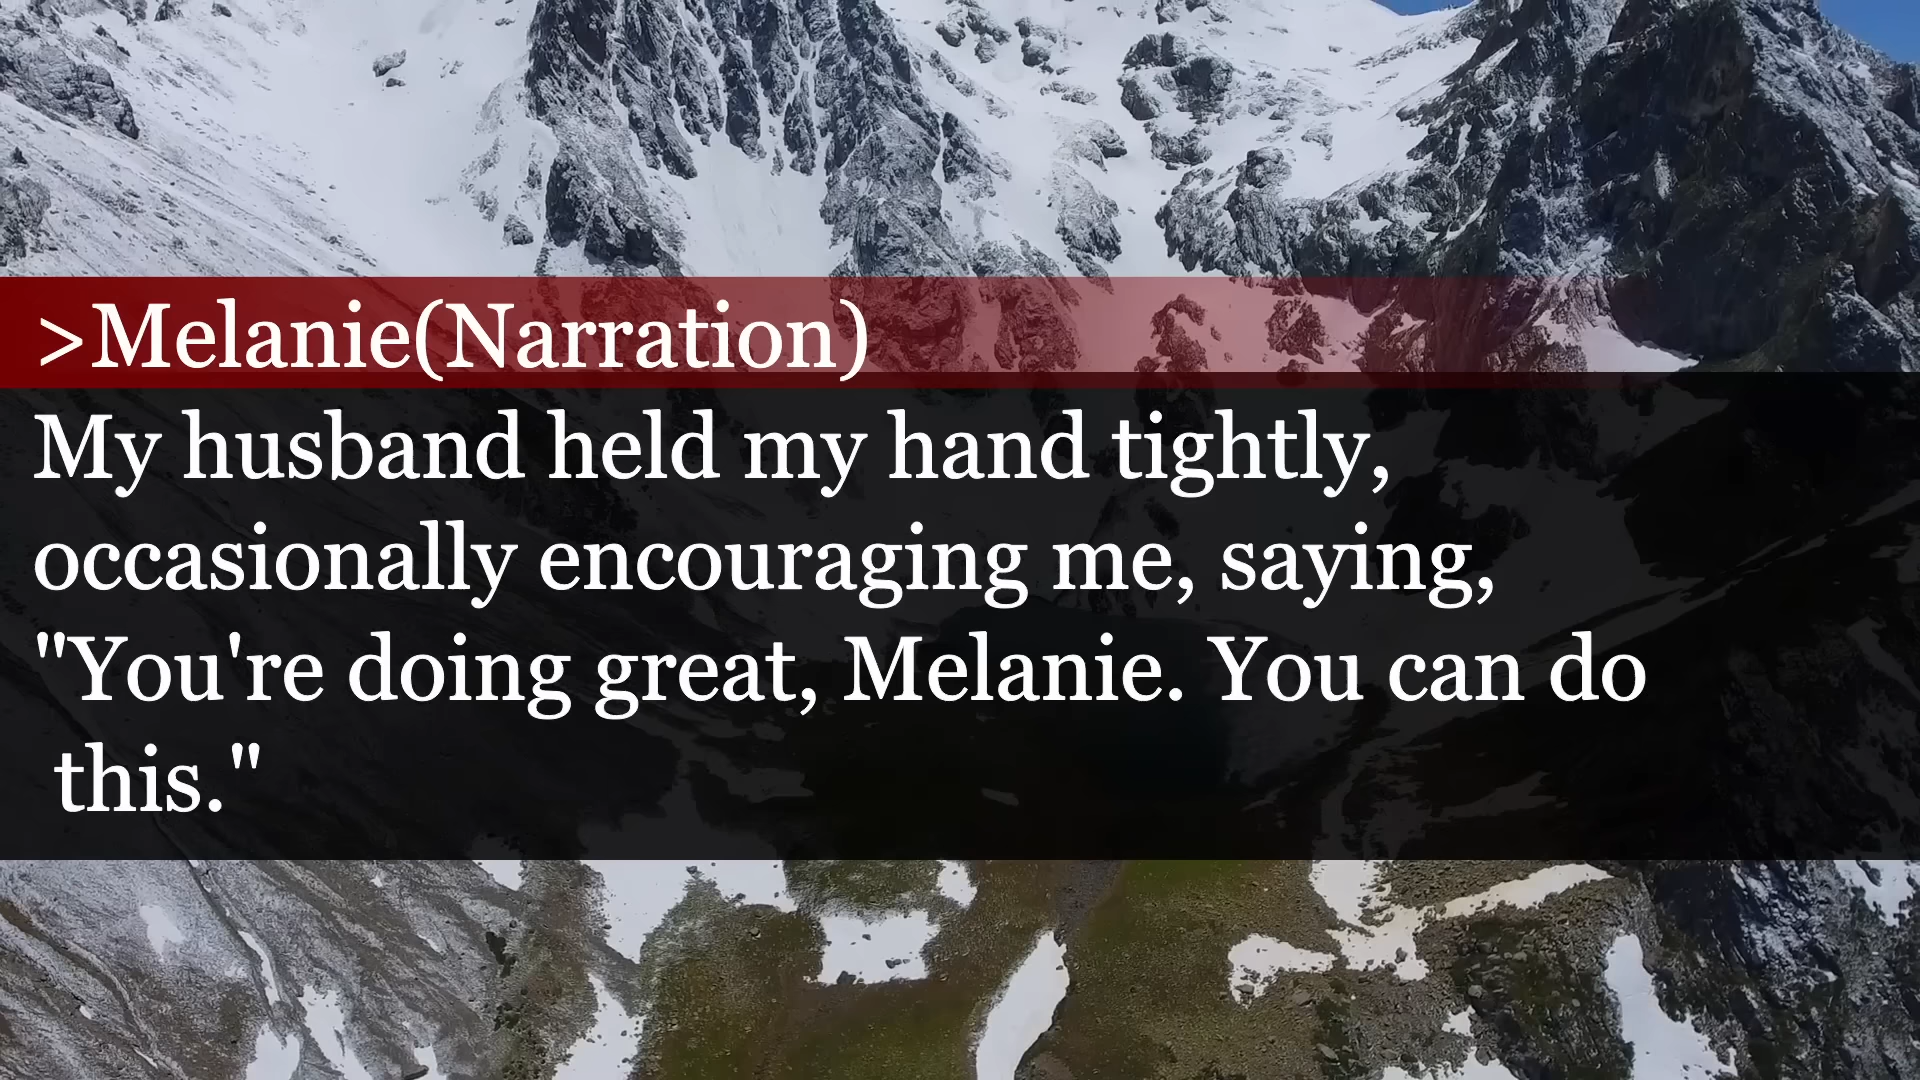 >Melanie(Narration)
My husband held my hand tightly,
occasionally encouraging me, saying,
"You're doing great, Melanie. You can do
this."